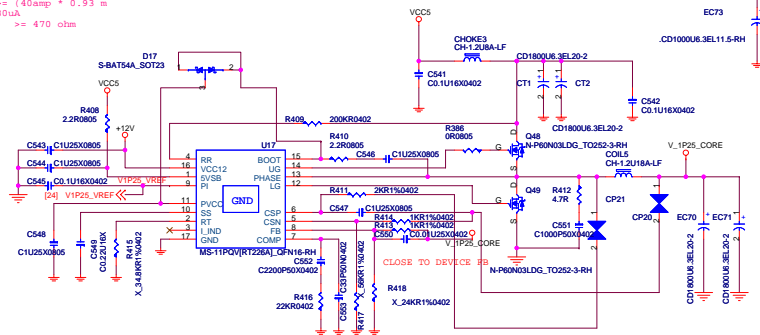 = (40amp * 0.93 m
0uA
>= 470 ohm
VCC5
EC73
.CD1000U6.3EL11.5-RH
D17
S-BAT54A_SOT23
1
2
3
CHOKE3
CH-1.2U8A-LF
CD1800U6.3EL20-2
VCC5
C541
C0.1U16X0402
CT1
CT2
C542
C0.1U16X0402
R408
2.2R0805
+12V
R409
200KR0402
CD1800U6.3EL20-2
C543
C1U25X0805
C544
C1U25X0805
C545
C0.1U16X0402
V1P25_VREF
[24] V1P25_VREF
U17
4 RR
16 VCC12
1 5VSB
9 PI
11 PVCC
10 SS
2 RT
3 I_IND
17 GND
GND
BOOT 15
UG 14
PHASE 13
LG 12
CSP 6
CSN 5
FB 8
COMP 7
MS-11PQV[RT226A]_QFN16-RH
R410
2.2R0805
C546
C1U25X0805
R386
0R0805
Q48
N-P60N03LDG_TO252-3-RH
D
G
S
V_1P25_CORE
COIL5
CH-1.2U18A-LF
R411
2KR1%0402
C547
C1U25X0805
R414
1KR1%0402
R413
1KR1%0402
C550
C0.01U25X0402
V_1P25_CORE
CLOSE TO DEVICE FB
Q49
D
G
S
N-P60N03LDG_TO252-3-RH
R412
4.7R
C551
C1000P50X0402
CP21
CP20
EC70
EC71
CD1800U6.3EL20-2
CD1800U6.3EL20-2
C548
C1U25X0805
C549
C0.22U16X
R415
X_34.8KR1%0402
C552
C2200P50X0402
R416
22KR0402
C553
C33P50N0402
R417
X_56KR1%0402
R418
X_24KR1%0402